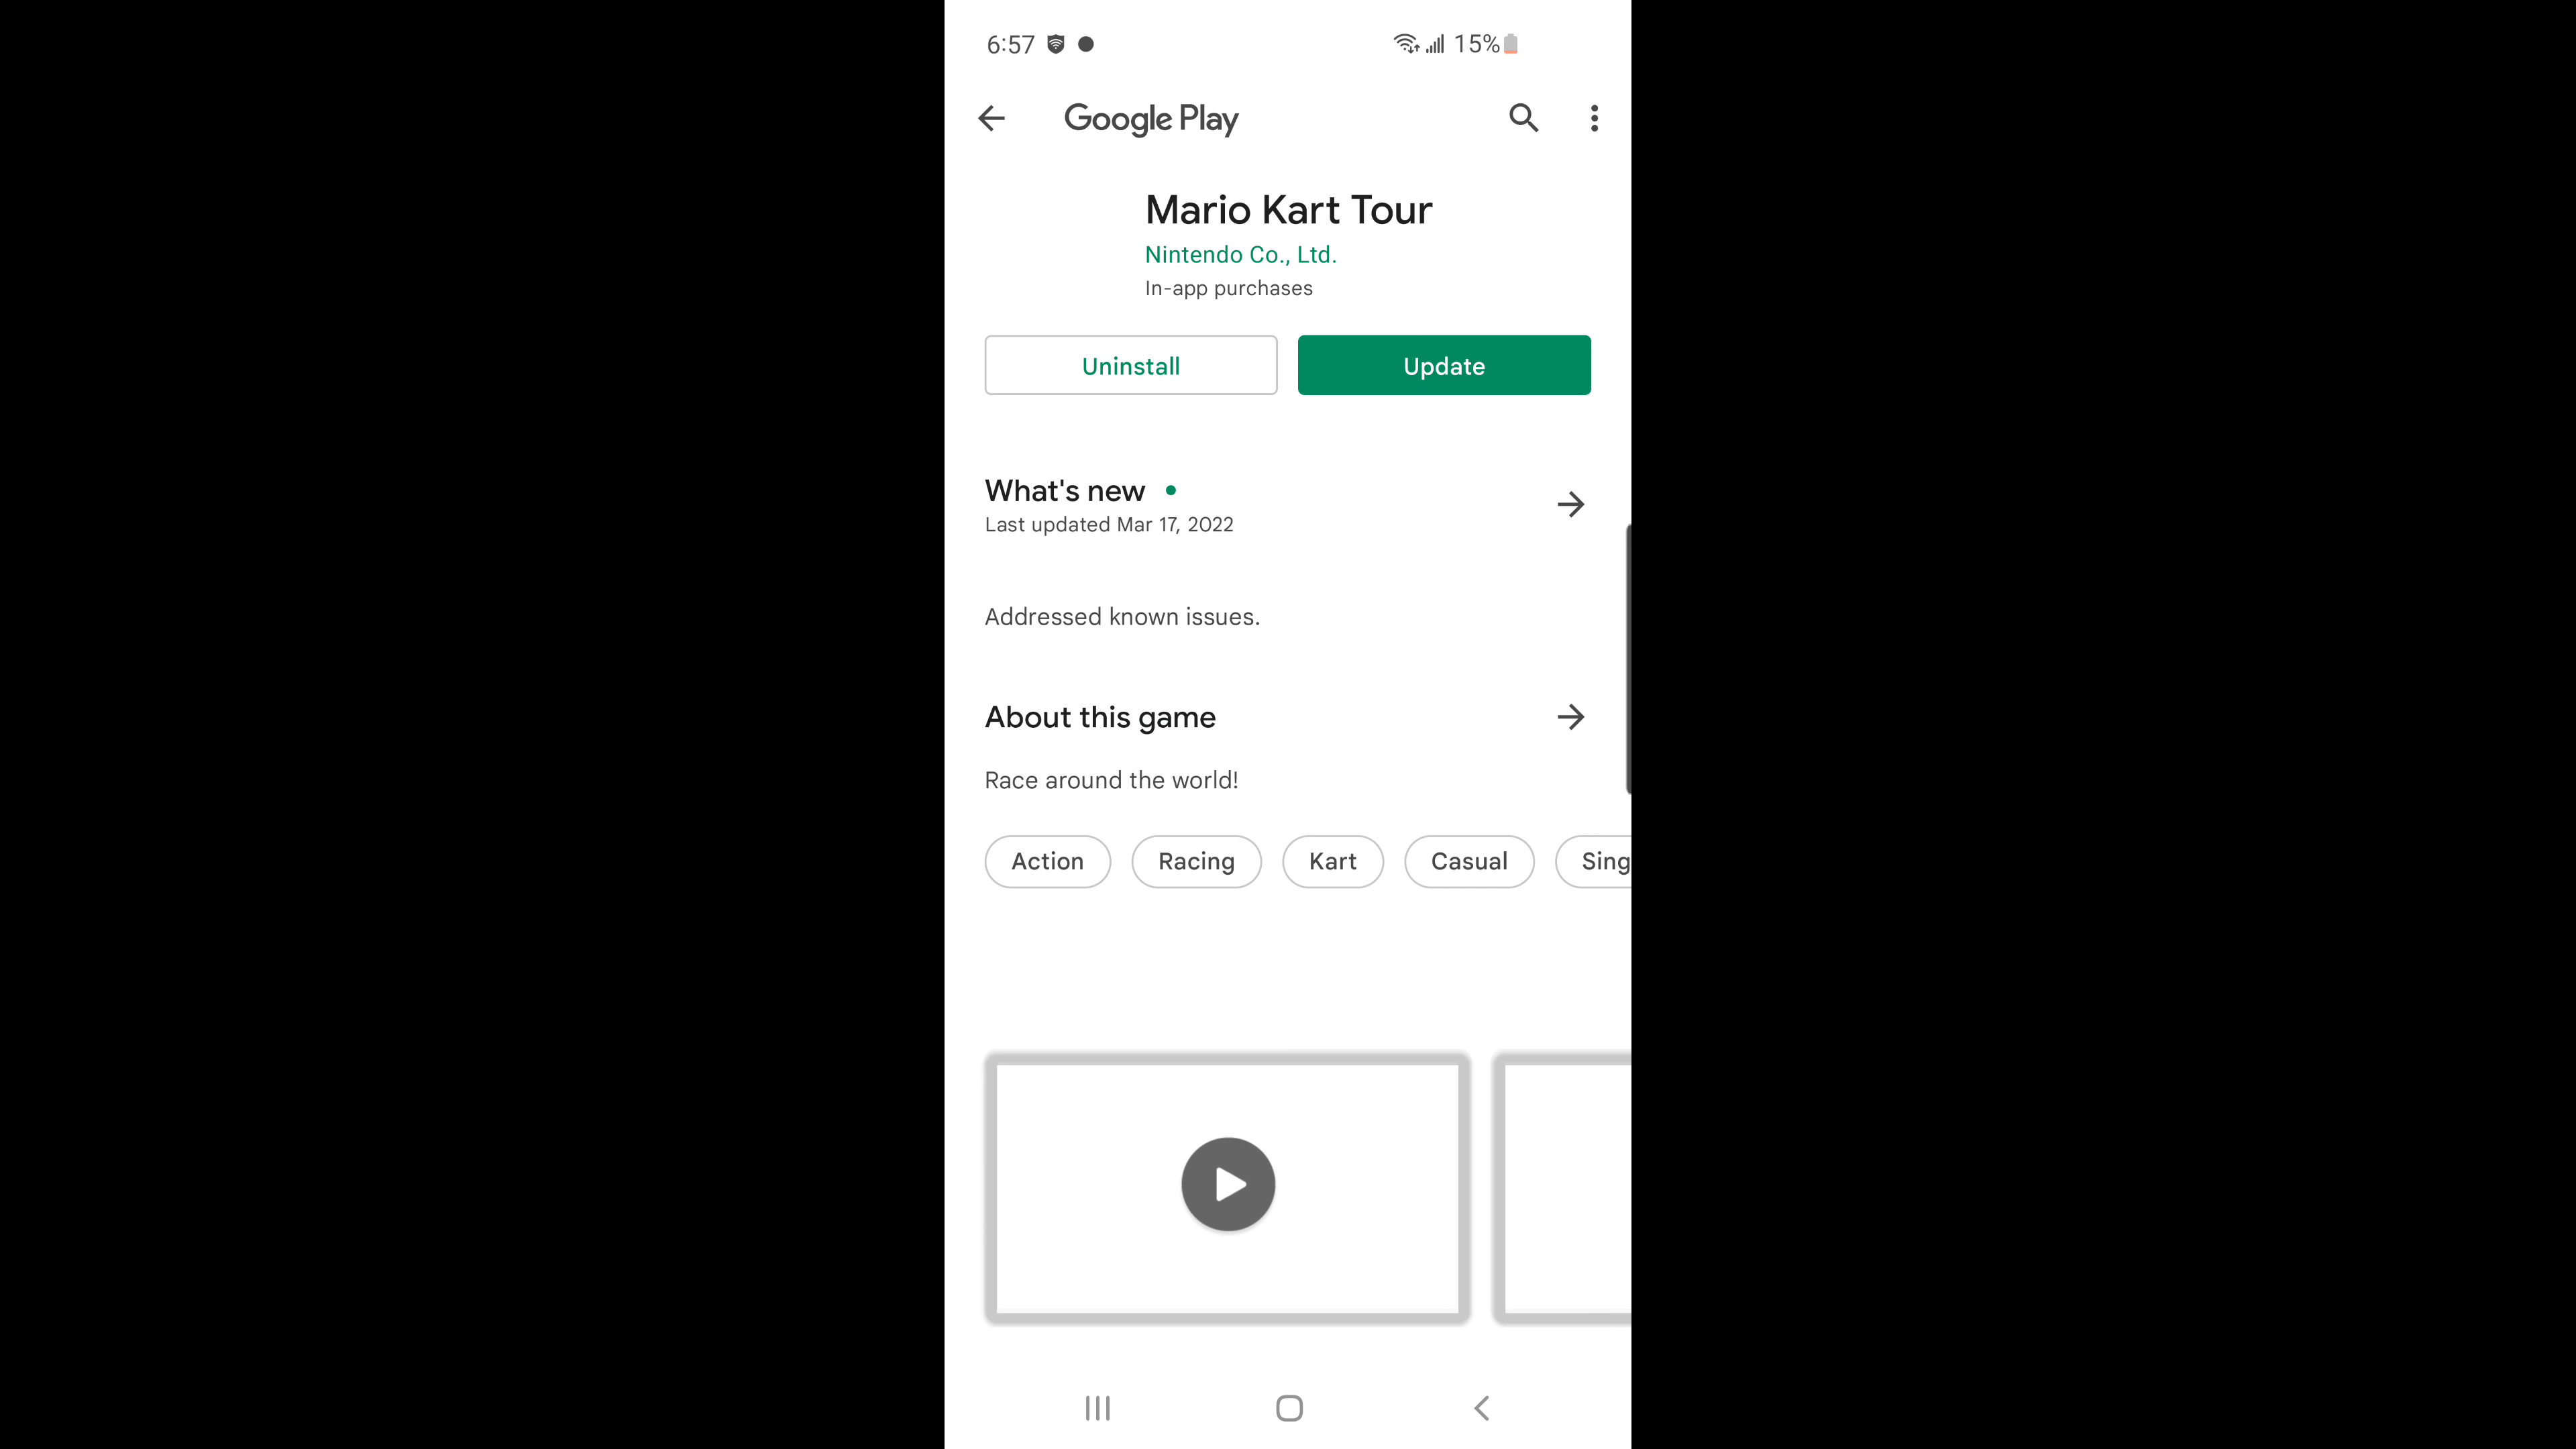 6:57 15%
Google Play
Mario Kart Tour
Nintendo Co., Ltd.
In-app purchases
Uninstall Update
What's new
Last updated Mar 17, 2022
Addressed known issues.
About this game
Race around the world!
Action Racing Kart Casual Sing